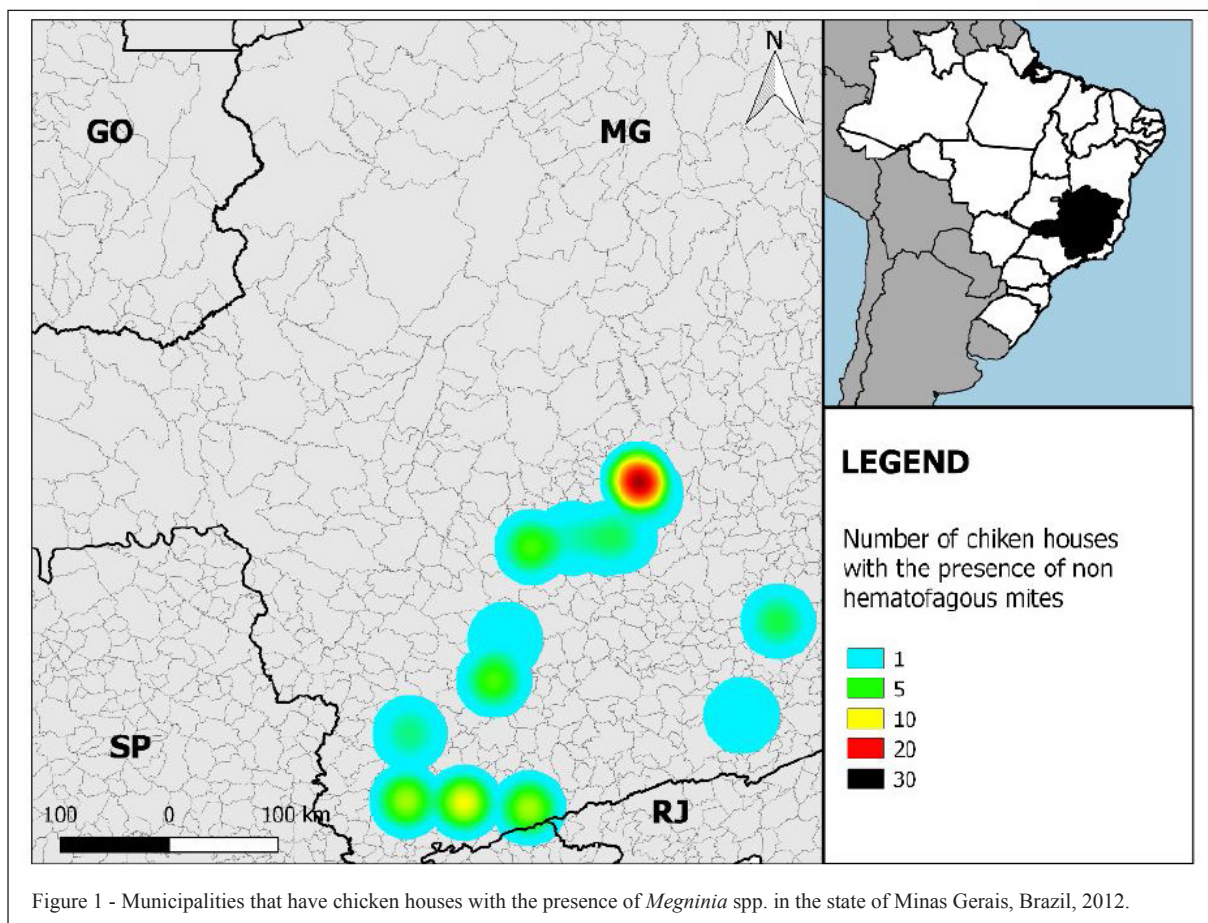 GO
MG
N
SP
RJ
100 0 100 km
LEGEND
Number of chiken houses
with the presence of non
hematofagous mites
1
5
10
20
30
Figure 1 - Municipalities that have chicken houses with the presence of Megninia spp. in the state of Minas Gerais, Brazil, 2012.